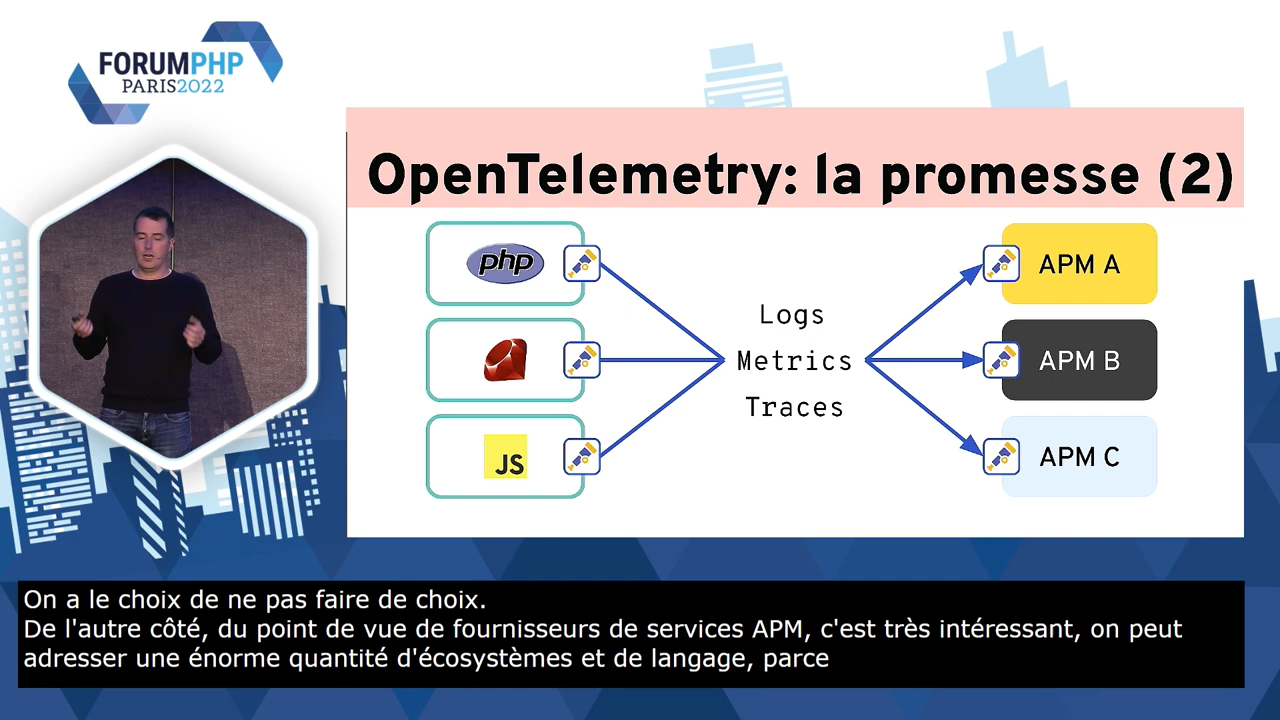 FORUMPHP
PARIS2022
OpenTelemetry: la promesse (2)
php
JS
Logs
Metrics
Traces
APM A
APM B
APM C
On a le choix de ne pas faire de choix.
De l'autre côté, du point de vue de fournisseurs de services APM, c'est très intéressant, on peut
adresser une énorme quantité d'écosystèmes et de langage, parce